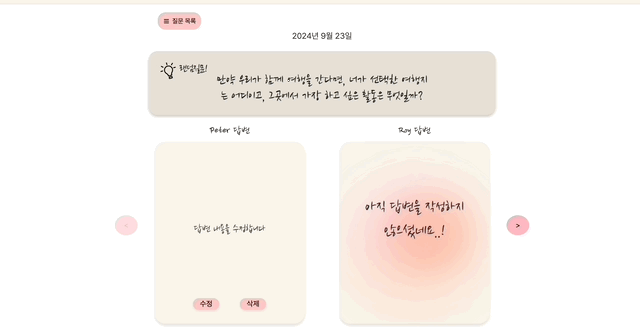 ≡ 질문 목록
2024년 9월 23일
랜덤질문!
만약 우리가 함께 여행을 간다면, 너가 선택한 여행지
는 어디이고, 그곳에서 가장 하고 싶은 활동은 무엇일까?
Peter 답변
Roy 답변
답변 내용을 수정합니다
아직 답변을 작성하지
않으셨네요..!
<
>
수정
삭제